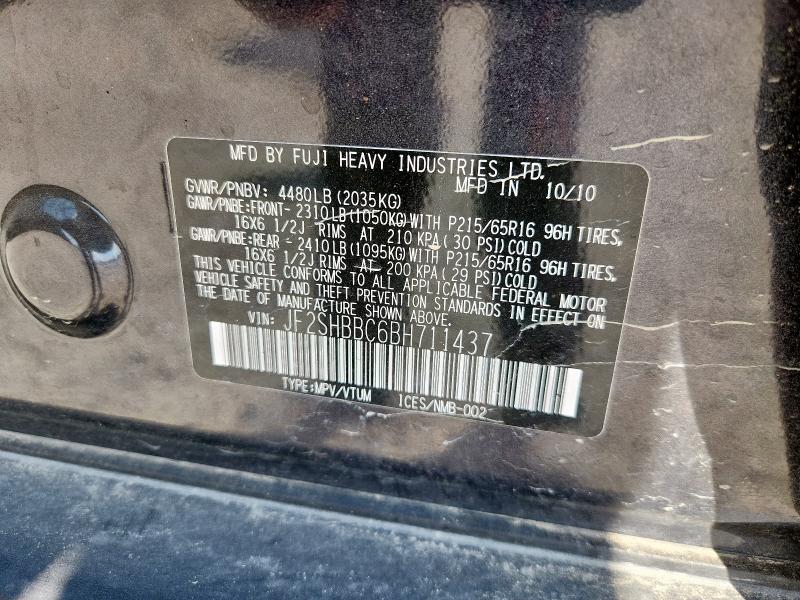 MFD BY FUJI HEAVY INDUSTRIES LTD.
MFD IN 10/10
GVWR/PNBV: 4480LB (2035KG)
GAWR/PNBE:FRONT- 2310LB(1050KG)WITH P215/65R16 96H TIRES,
16X6 1/2J RIMS AT 210 KPA (30 PSI)COLD
GAWR/PNBE:REAR - 2410LB(1095KG)WITH P215/65R16 96H TIRES,
16X6 1/2J RIMS AT 200 KPA (29 PSI)COLD
THIS VEHICLE CONFORMS TO ALL APPLICABLE FEDERAL MOTOR
VEHICLE SAFETY AND THEFT PREVENTION STANDARDS IN EFFECT ON
THE DATE OF MANUFACTURE SHOWN ABOVE.
VIN: JF2SHBBC6BH711437
TYPE:MPV/VTUM ICES/NMB-002